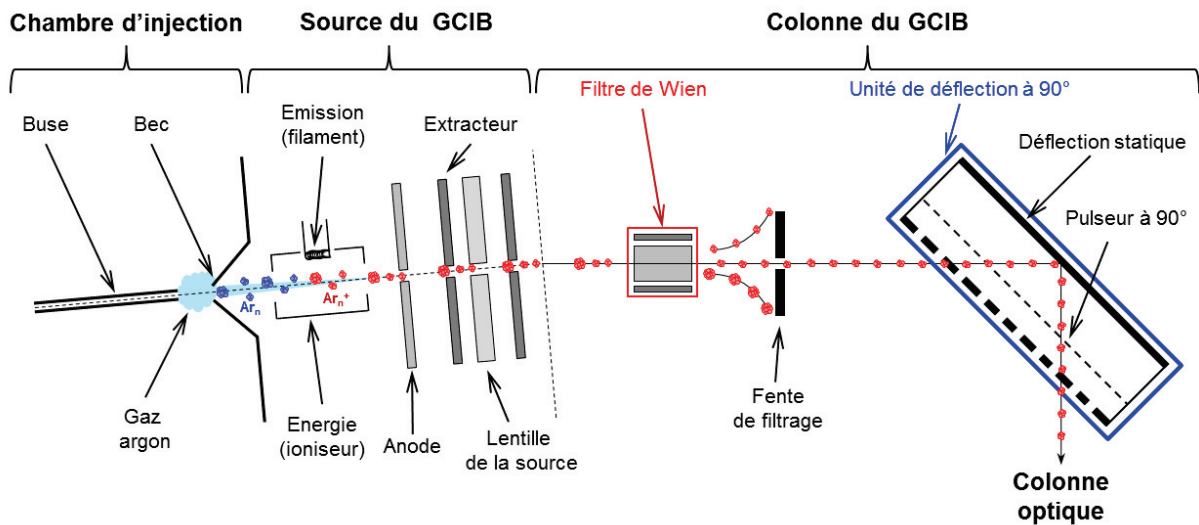 Chambre d’injection
Source du GCIB
Colonne du GCIB
Buse
Bec
Emission
(filament)
Extracteur
Filtre de Wien
Unité de déflection à 90°
Déflection statique
Pulseur à 90°
Arn
Arn+
Gaz
argon
Energie
(ioniseur)
Anode
Lentille
de la source
Fente
de filtrage
Colonne
optique